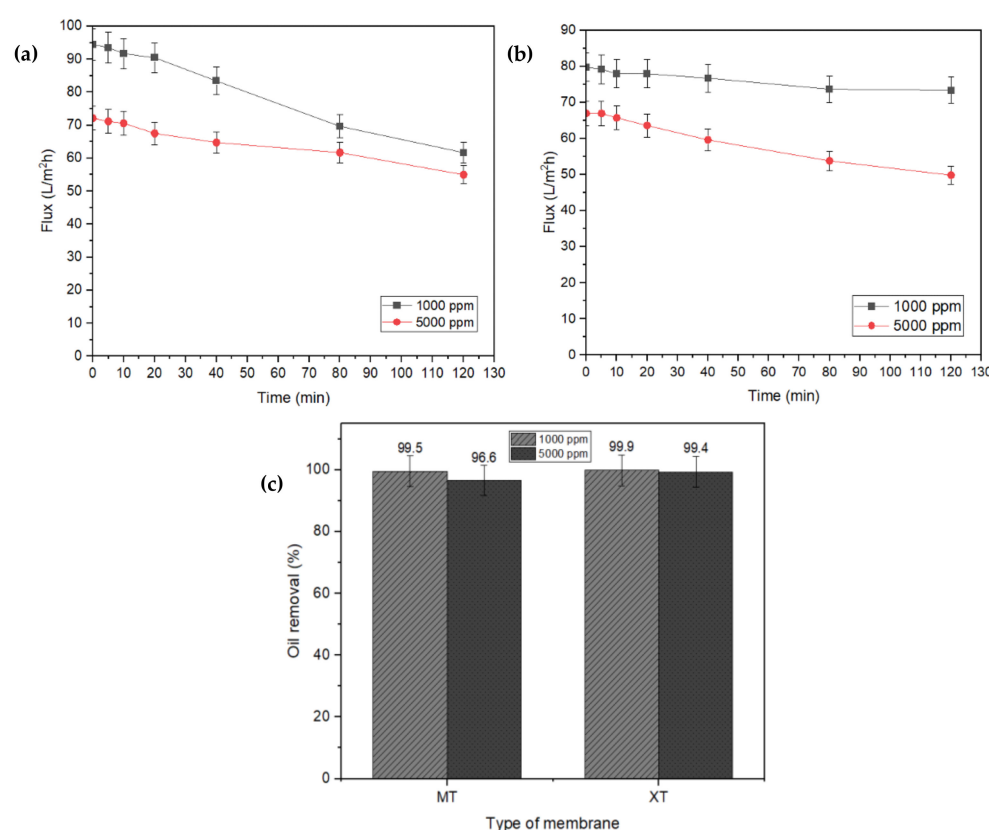 (a)
100
90
80
70
60
50
40
30
20
10
0
Flux (L/m²h)
1000 ppm
5000 ppm
0 10 20 30 40 50 60 70 80 90 100 110 120 130
Time (min)
(b)
90
80
70
60
50
40
30
20
10
0
Flux (L/m²h)
1000 ppm
5000 ppm
0 10 20 30 40 50 60 70 80 90 100 110 120 130
Time (min)
(c)
1000 ppm
5000 ppm
99.5 96.6 99.9 99.4
100
80
60
40
20
0
Oil removal (%)
MT XT
Type of membrane